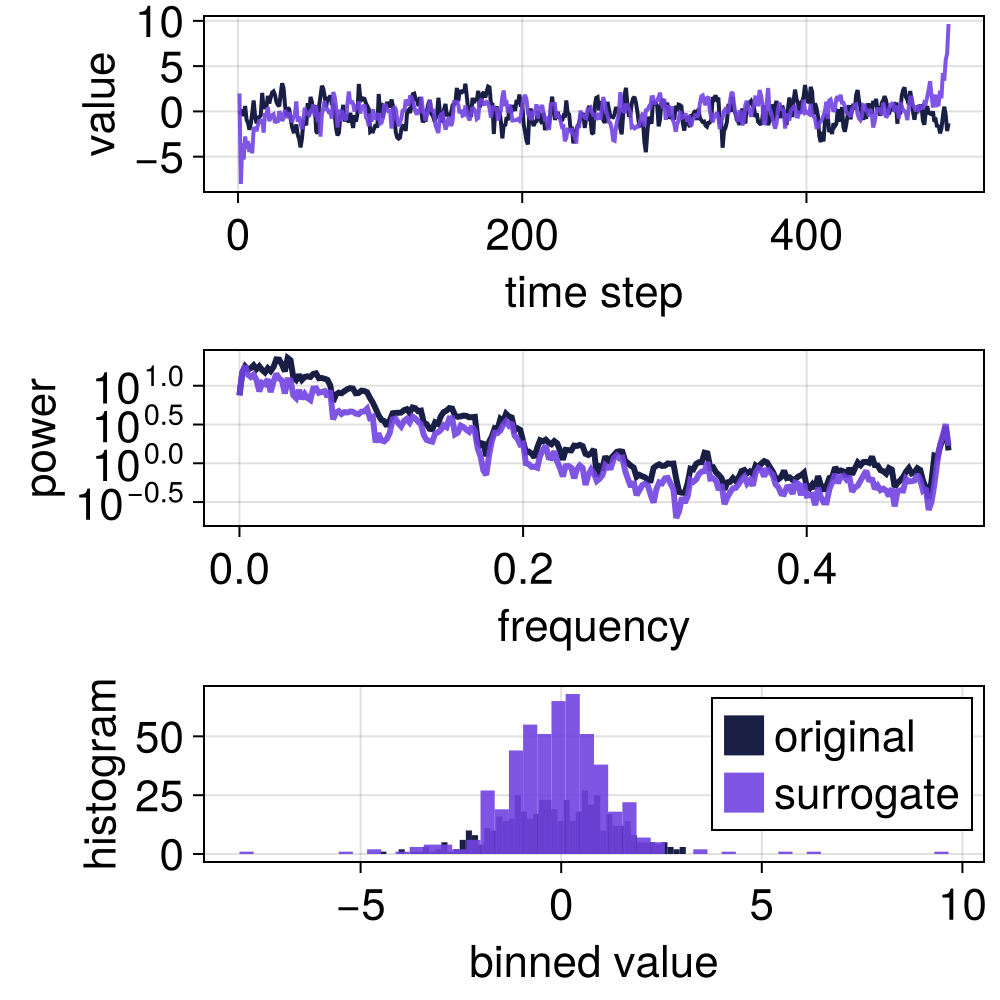 value
10
5
0
−5
0 200 400
time step
power
10^1.0
10^0.5
10^0.0
10^−0.5
0.0 0.2 0.4
frequency
histogram
50
25
0
original
surrogate
−5 0 5 10
binned value